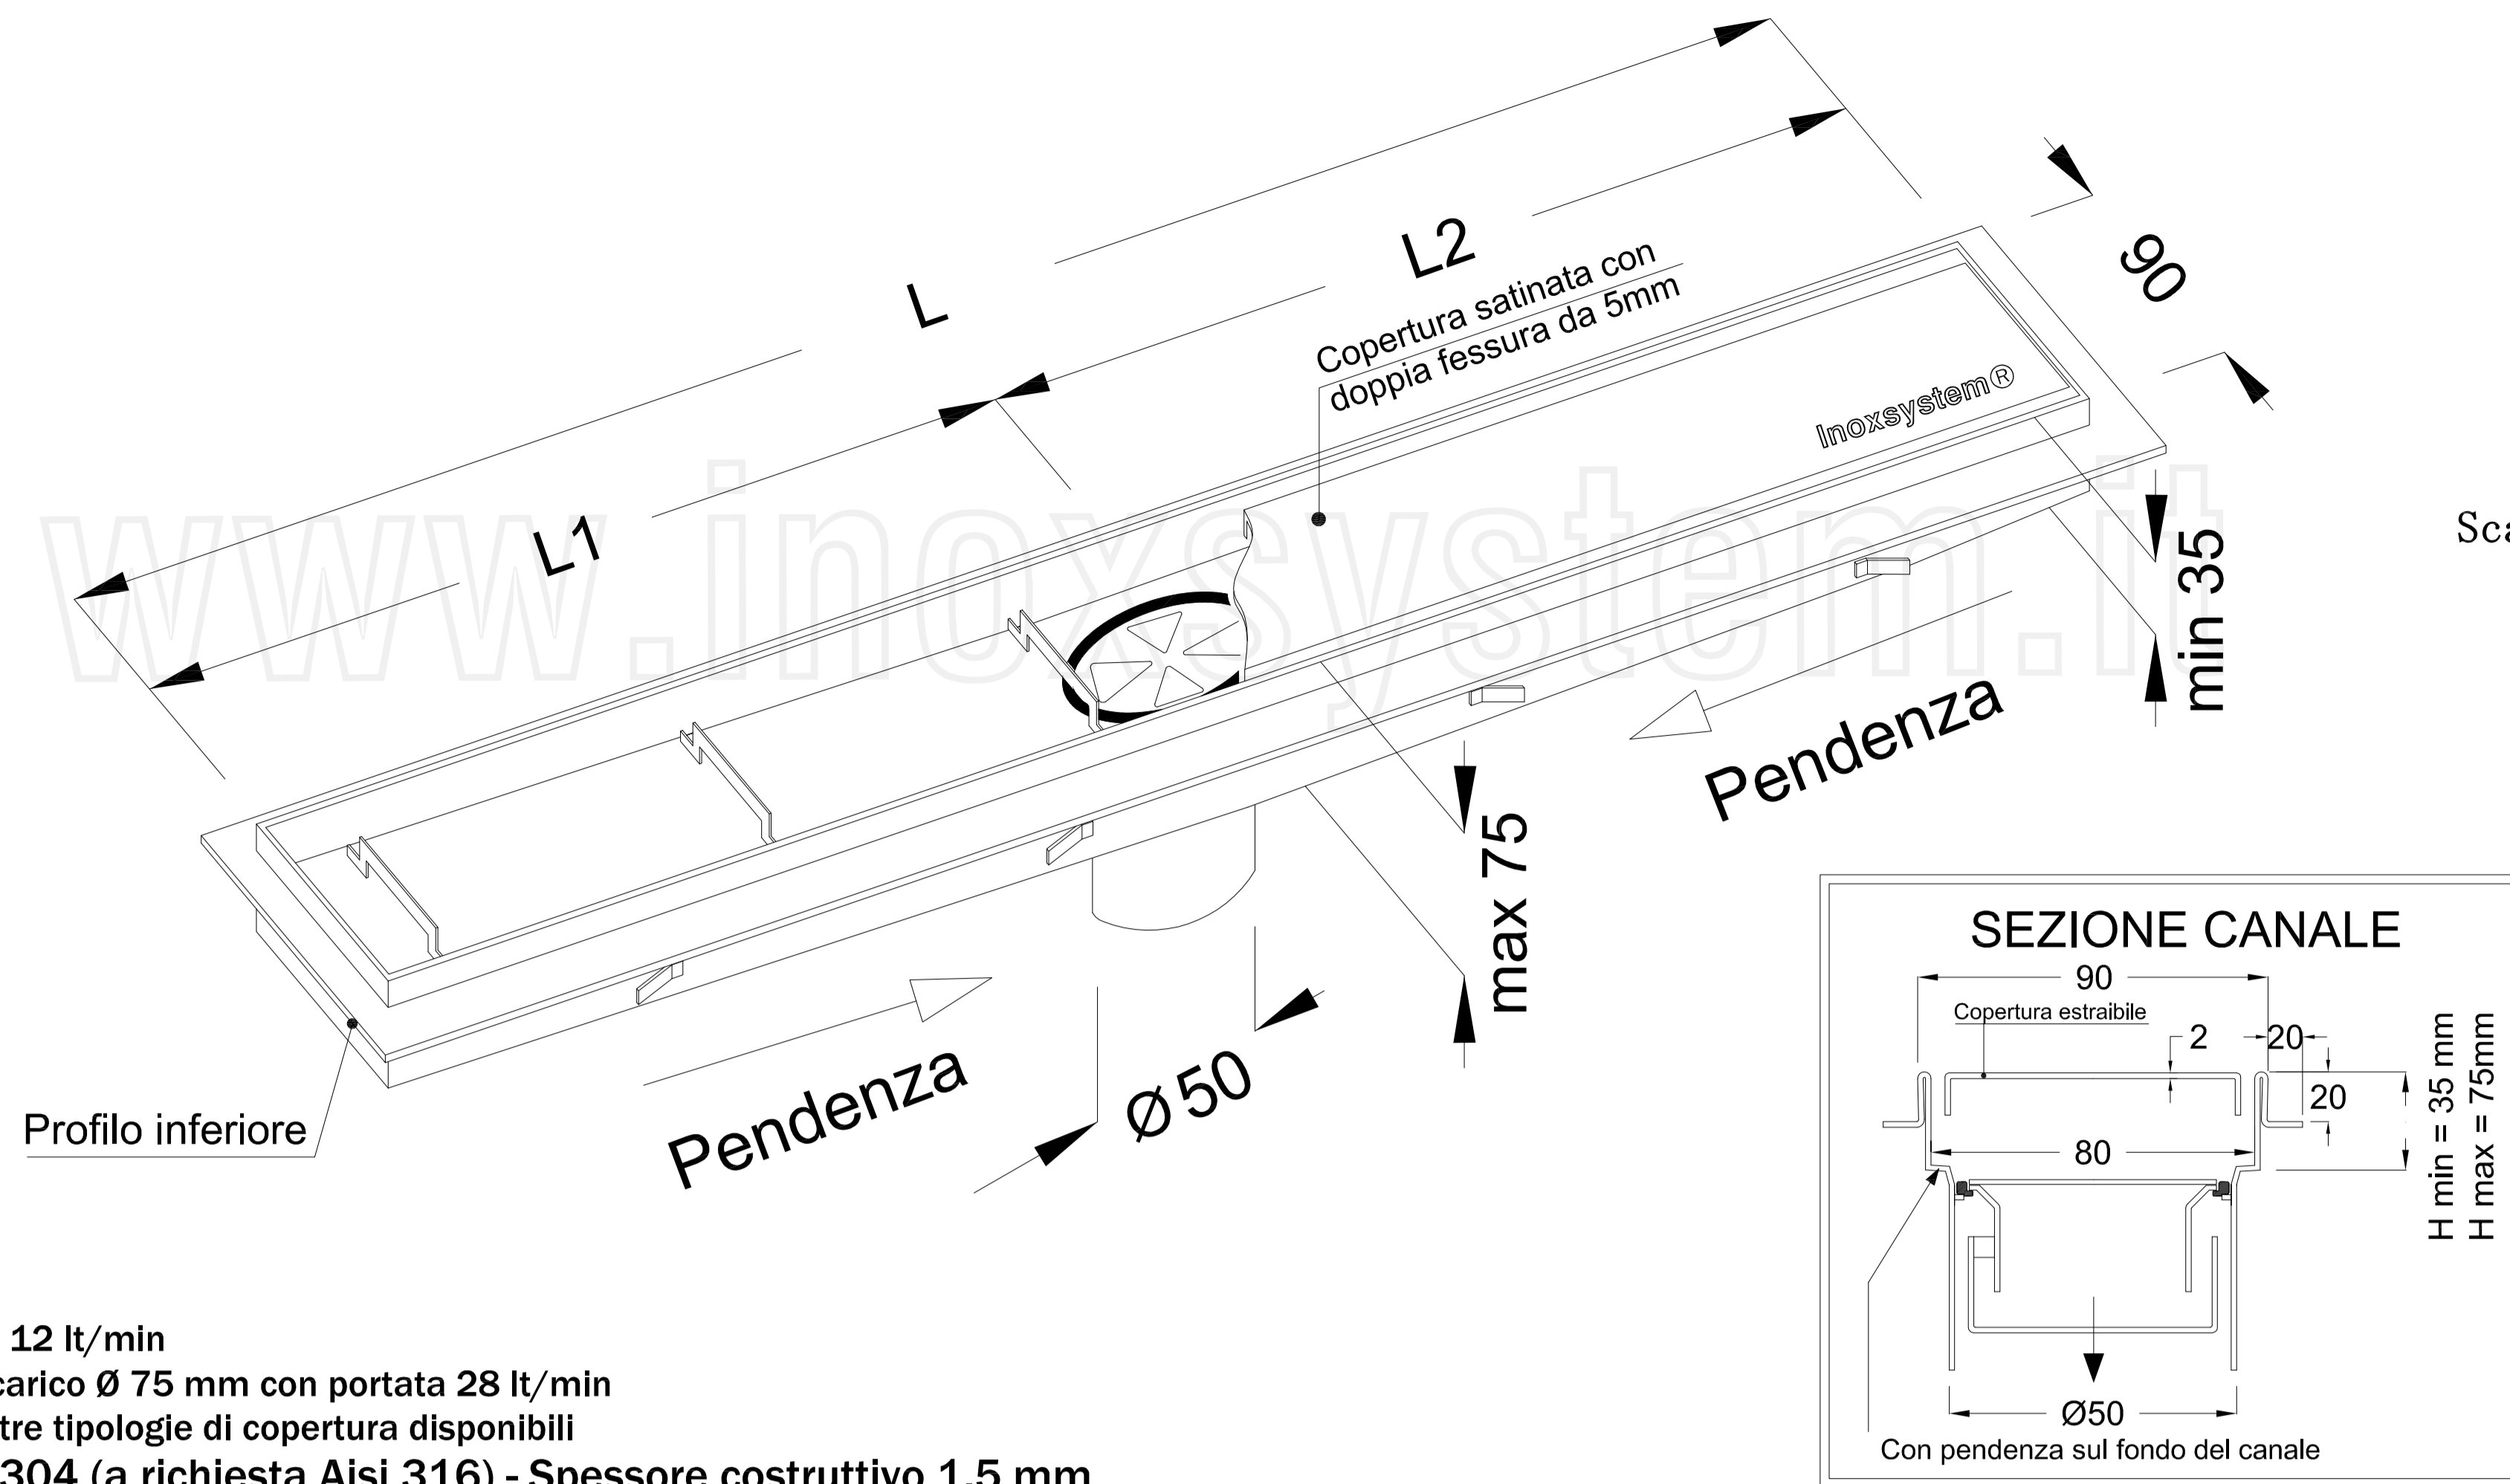 L
L2
90
Copertura satinata con
doppia fessura da 5mm
Inoxsystem®
L1
www.inoxsystem.it
min 35
Pendenza
max 75
Pendenza
Ø50
Profilo inferiore
SEZIONE CANALE
90
Copertura estraibile
2
20
20
80
H min = 35 mm
H max = 75mm
Ø50
Con pendenza sul fondo del canale
12 lt/min
Ø 75 mm con portata 28 lt/min
tipologie di copertura disponibili
304 (a richiesta Aisi 316) - Spessore costruttivo 1,5 mm